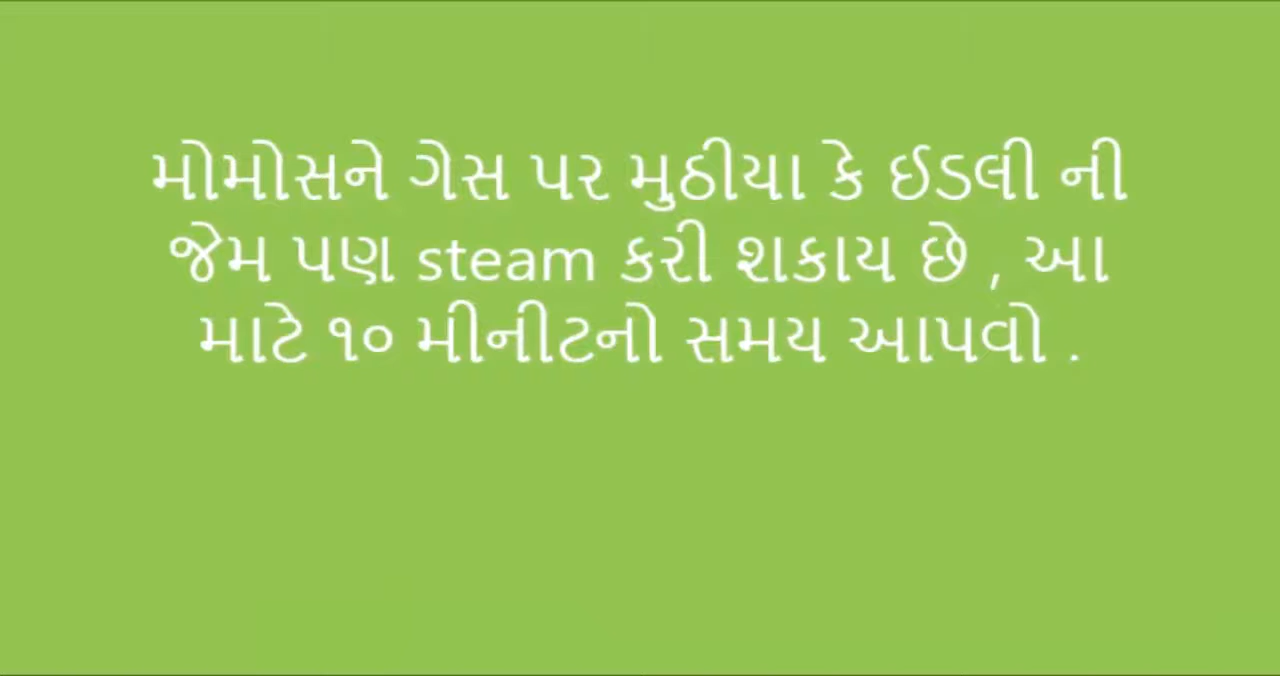 મોમોસને ગેસ પર મુઠીયા કે ઈડલી ની
જેમ પણ steam કરી શકાય છે , આ
માટે ૧૦ મીનીટનો સમય આપવો .